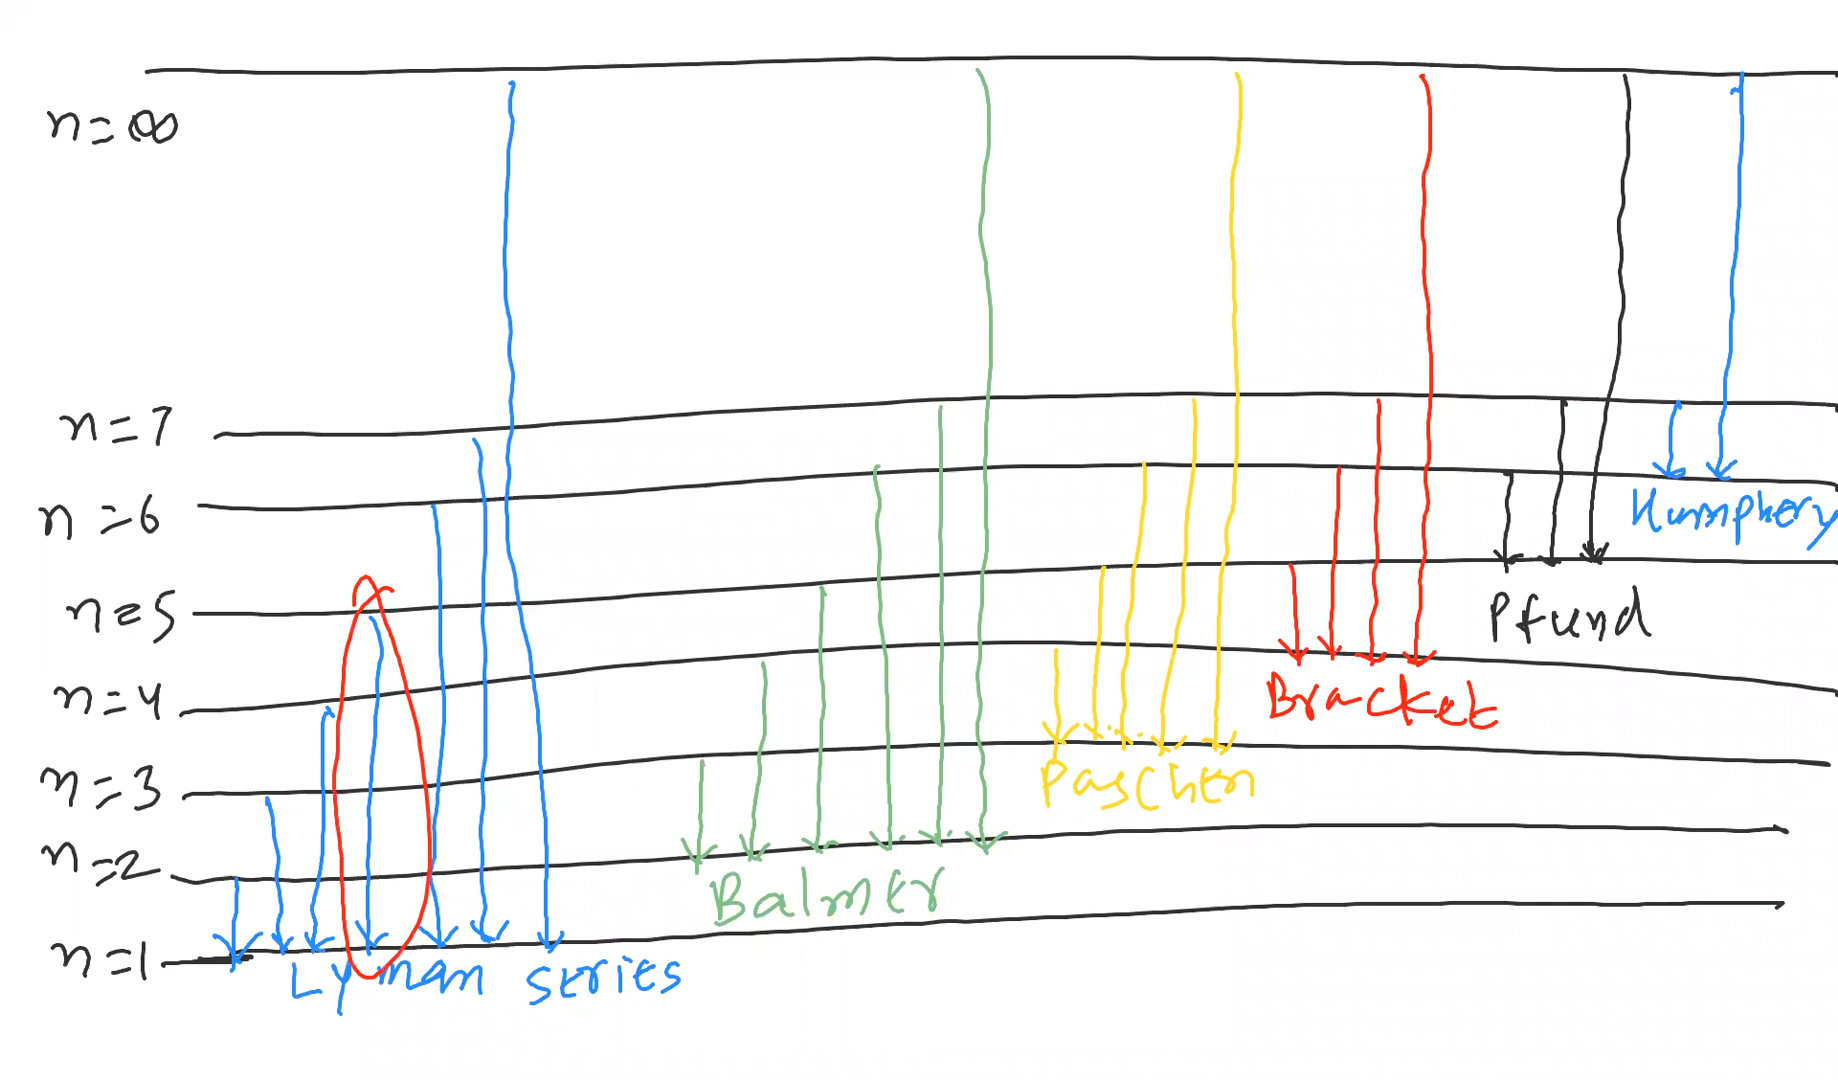 n=∞
n=7
n=6
Humphery
n=5
Pfund
n=4
Bracket
n=3
Paschen
n=2
Balmer
n=1
Lyman series